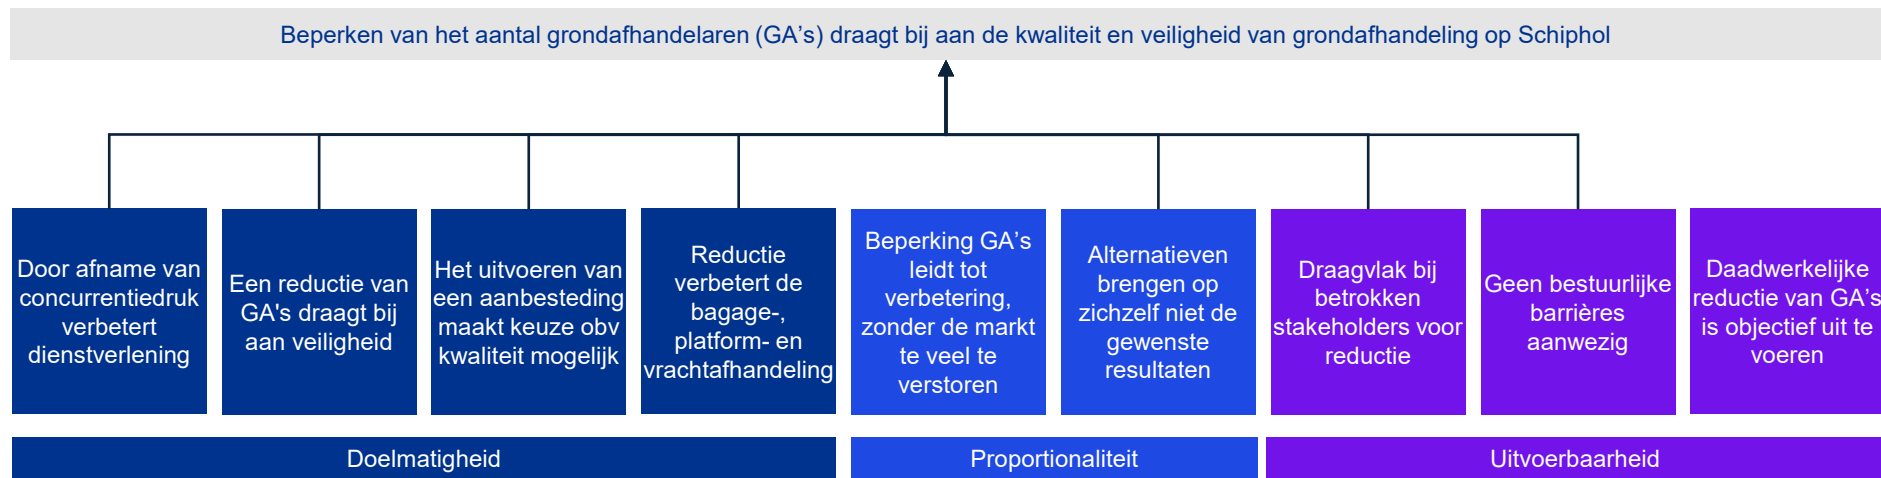 Beperken van het aantal grondafhandelaren (GA’s) draagt bij aan de kwaliteit en veiligheid van grondafhandeling op Schiphol
Door afname van
concurrentiedruk
verbetert
dienstverlening
Een reductie van
GA's draagt bij
aan veiligheid
Het uitvoeren van
een aanbesteding
maakt keuze obv
kwaliteit mogelijk
Reductie
verbetert de
bagage-,
platform- en
vrachtafhandeling
Beperking GA’s
leidt tot
verbetering,
zonder de markt
te veel te
verstoren
Alternatieven
brengen op
zichzelf niet de
gewenste
resultaten
Draagvlak bij
betrokken
stakeholders voor
reductie
Geen bestuurlijke
barrières
aanwezig
Daadwerkelijke
reductie van GA’s
is objectief uit te
voeren
Doelmatigheid
Proportionaliteit
Uitvoerbaarheid